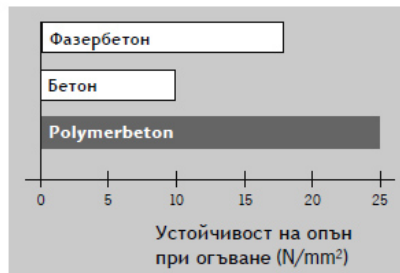 Фазербетон
Бетон
Polymerbeton
0 5 10 15 20 25
Устойчивост на опън
при огъване (N/mm²)